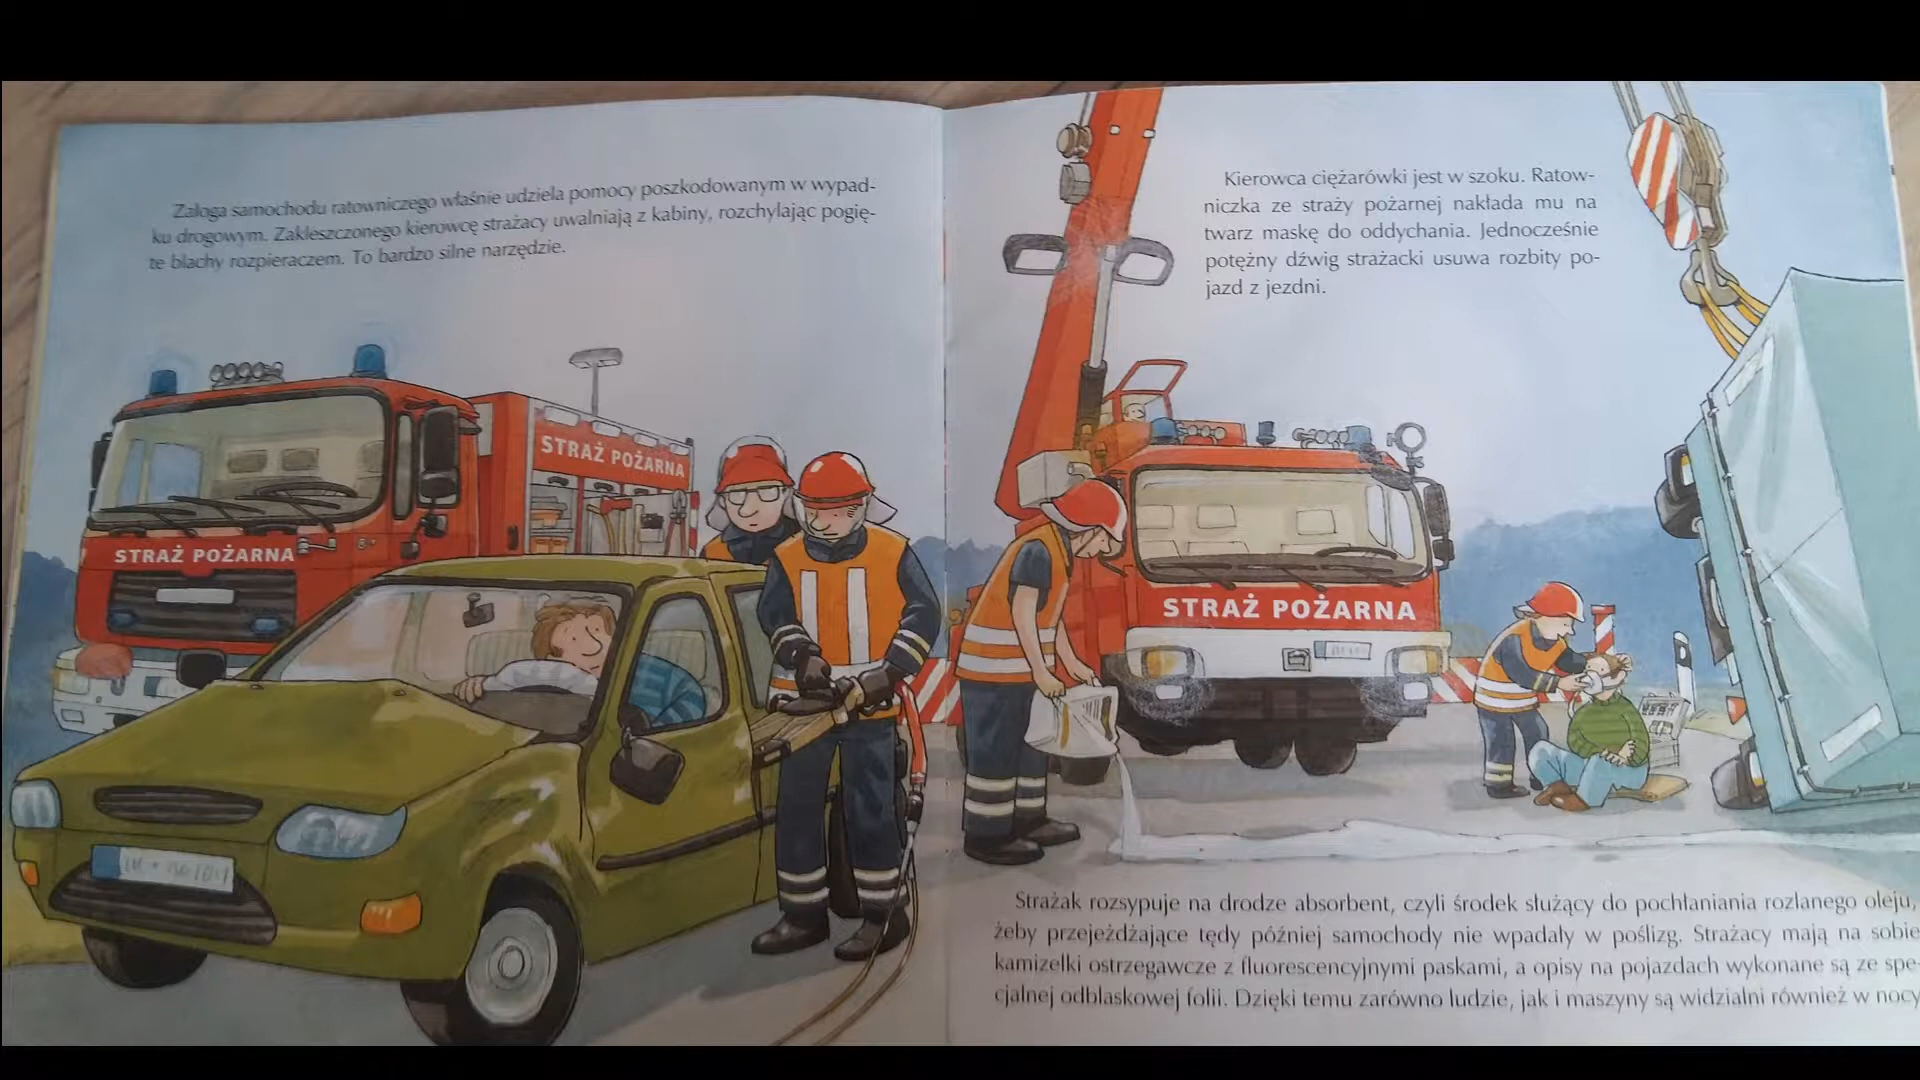 Załoga samochodu ratowniczego właśnie udziela pomocy poszkodowanym w wypad-
ku drogowym. Zakleszczonego kierowcę strażacy uwalniają z kabiny, rozchylając pogię-
te blachy rozpieraczem. To bardzo silne narzędzie.
Kierowca ciężarówki jest w szoku. Ratow-
niczka ze straży pożarnej nakłada mu na
twarz maskę do oddychania. Jednocześnie
potężny dźwig strażacki usuwa rozbity po-
jazd z jezdni.
STRAŻ POŻARNA
STRAŻ POŻARNA
STRAŻ POŻARNA
Strażak rozsypuje na drodze absorbent, czyli środek służący do pochłaniania rozlanego oleju,
żeby przejeżdżające tędy później samochody nie wpadały w poślizg. Strażacy mają na sobie
kamizelki ostrzegawcze z fluorescencyjnymi paskami, a opisy na pojazdach wykonane są ze spe-
cjalnej odblaskowej folii. Dzięki temu zarówno ludzie, jak i maszyny są widzialni również w nocy